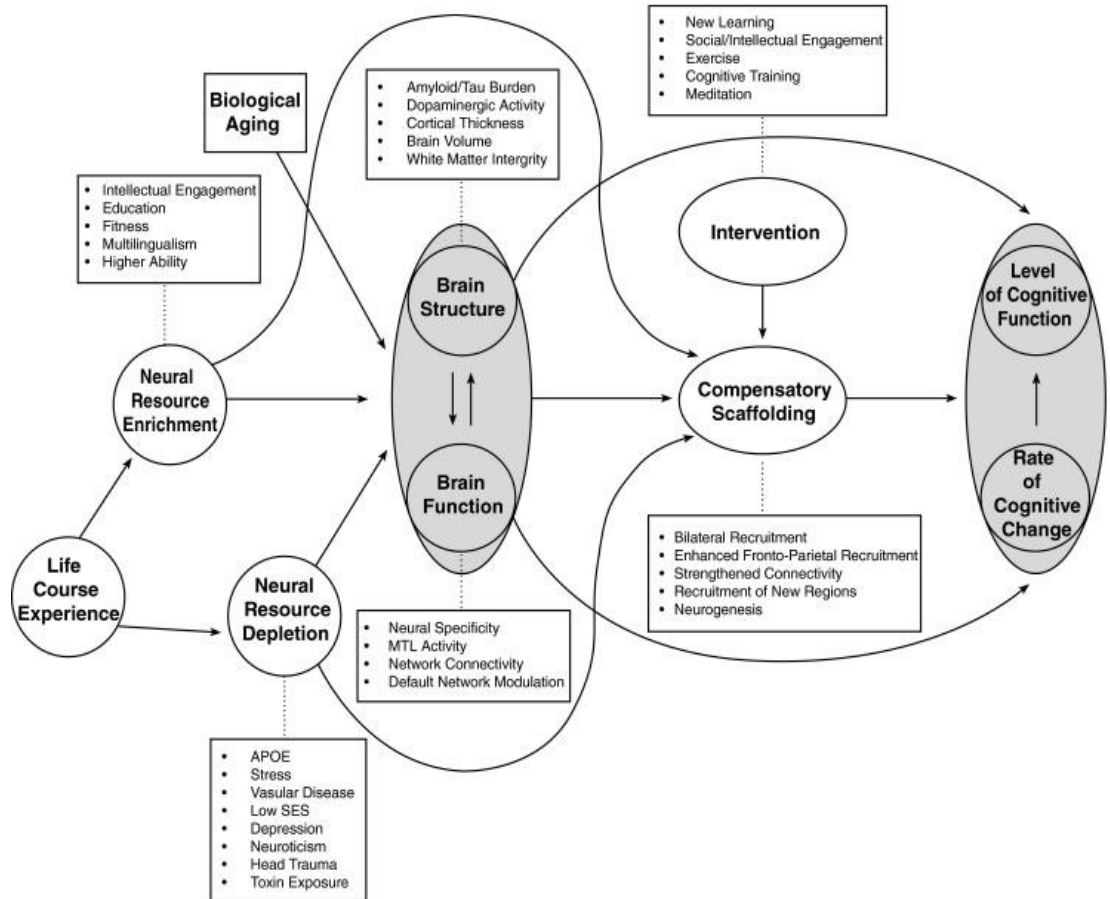 • New Learning
• Social/Intellectual Engagement
• Exercise
• Cognitive Training
• Meditation
• Amyloid/Tau Burden
• Dopaminergic Activity
• Cortical Thickness
• Brain Volume
• White Matter Intergrity
Biological
Aging
• Intellectual Engagement
• Education
• Fitness
• Multilingualism
• Higher Ability
Intervention
Brain
Structure
Level
of Cognitive
Function
Neural
Resource
Enrichment
Compensatory
Scaffolding
Brain
Function
Rate
of
Cognitive
Change
Life
Course
Experience
Neural
Resource
Depletion
• Bilateral Recruitment
• Enhanced Fronto-Parietal Recruitment
• Strengthened Connectivity
• Recruitment of New Regions
• Neurogenesis
• Neural Specificity
• MTL Activity
• Network Connectivity
• Default Network Modulation
• APOE
• Stress
• Vasular Disease
• Low SES
• Depression
• Neuroticism
• Head Trauma
• Toxin Exposure